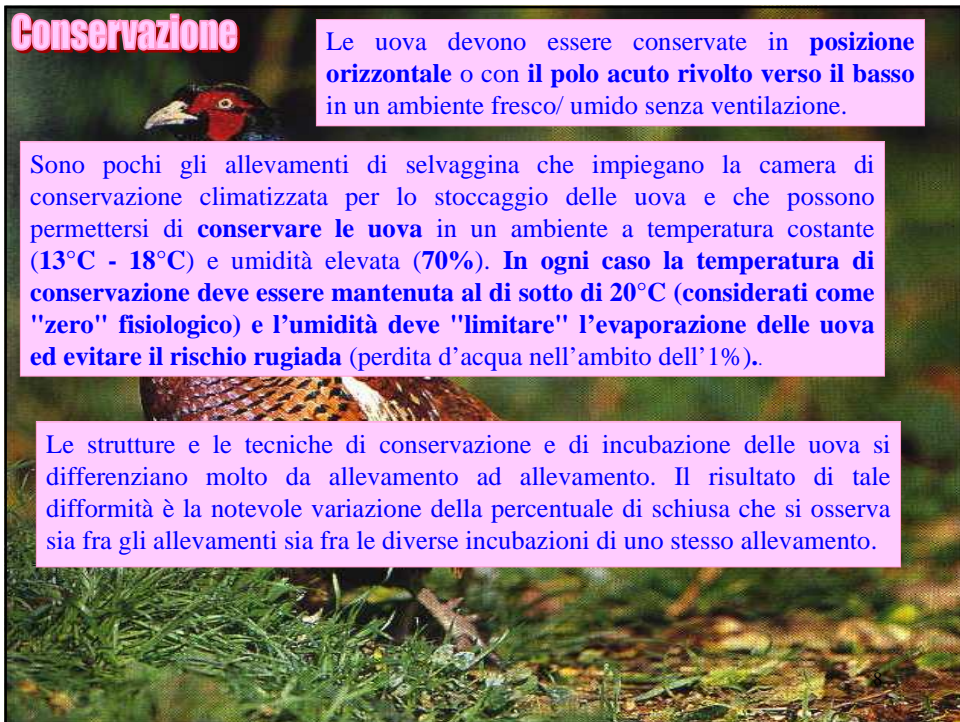 Conservazione
Le uova devono essere conservate in posizione
orizzontale o con il polo acuto rivolto verso il basso
in un ambiente fresco/ umido senza ventilazione.
Sono pochi gli allevamenti di selvaggina che impiegano la camera di
conservazione climatizzata per lo stoccaggio delle uova e che possono
permettersi di conservare le uova in un ambiente a temperatura costante
(13°C - 18°C) e umidità elevata (70%). In ogni caso la temperatura di
conservazione deve essere mantenuta al di sotto di 20°C (considerati come
"zero" fisiologico) e l’umidità deve "limitare" l’evaporazione delle uova
ed evitare il rischio rugiada (perdita d’acqua nell’ambito dell’1%)..
Le strutture e le tecniche di conservazione e di incubazione delle uova si
differenziano molto da allevamento ad allevamento. Il risultato di tale
difformità è la notevole variazione della percentuale di schiusa che si osserva
sia fra gli allevamenti sia fra le diverse incubazioni di uno stesso allevamento.